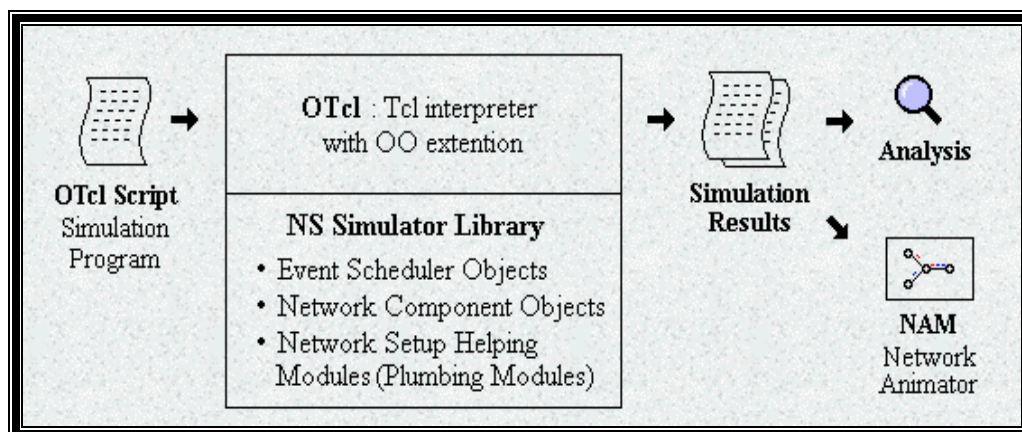 OTcl Script
Simulation
Program
OTcl : Tcl interpreter
with OO extention
NS Simulator Library
• Event Scheduler Objects
• Network Component Objects
• Network Setup Helping
Modules (Plumbing Modules)
Simulation
Results
Analysis
NAM
Network
Animator